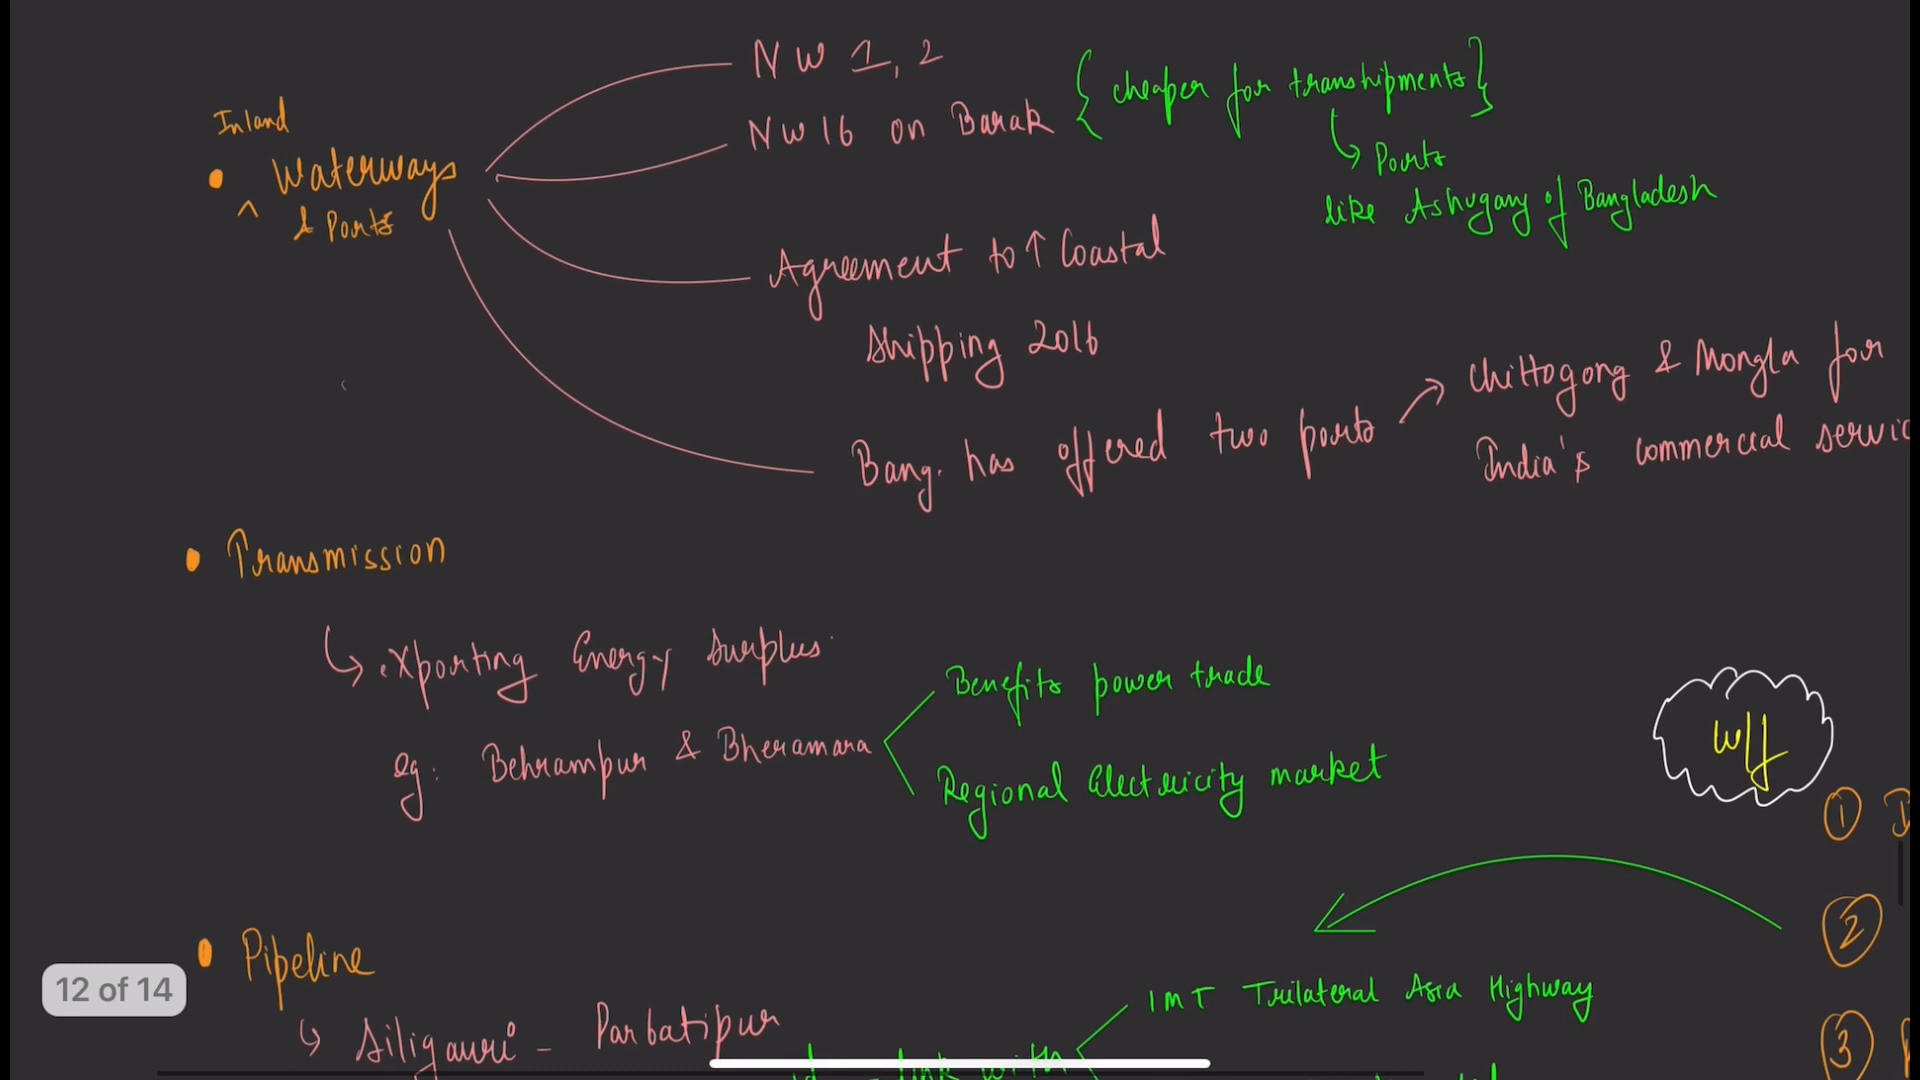 NW 1, 2
{ cheaper for transhipments }
Inland
NW 16 on Barak
Ports
• Waterways
& Ports
like Ashuganj of Bangladesh
Agreement to ↑ Coastal
Shipping 2016
Chittogong & Mongla for
Bang. has offered two ports
India's commercial servic
• Transmission
exporting Energy Surplus
Benefits power trade
eg: Behrampur & Bheramara
Regional Electricity market
W/f
①
②
• Pipeline
12 of 14
IMT Trilateral Asia Highway
Siliguri - Parbatipur
③
link with